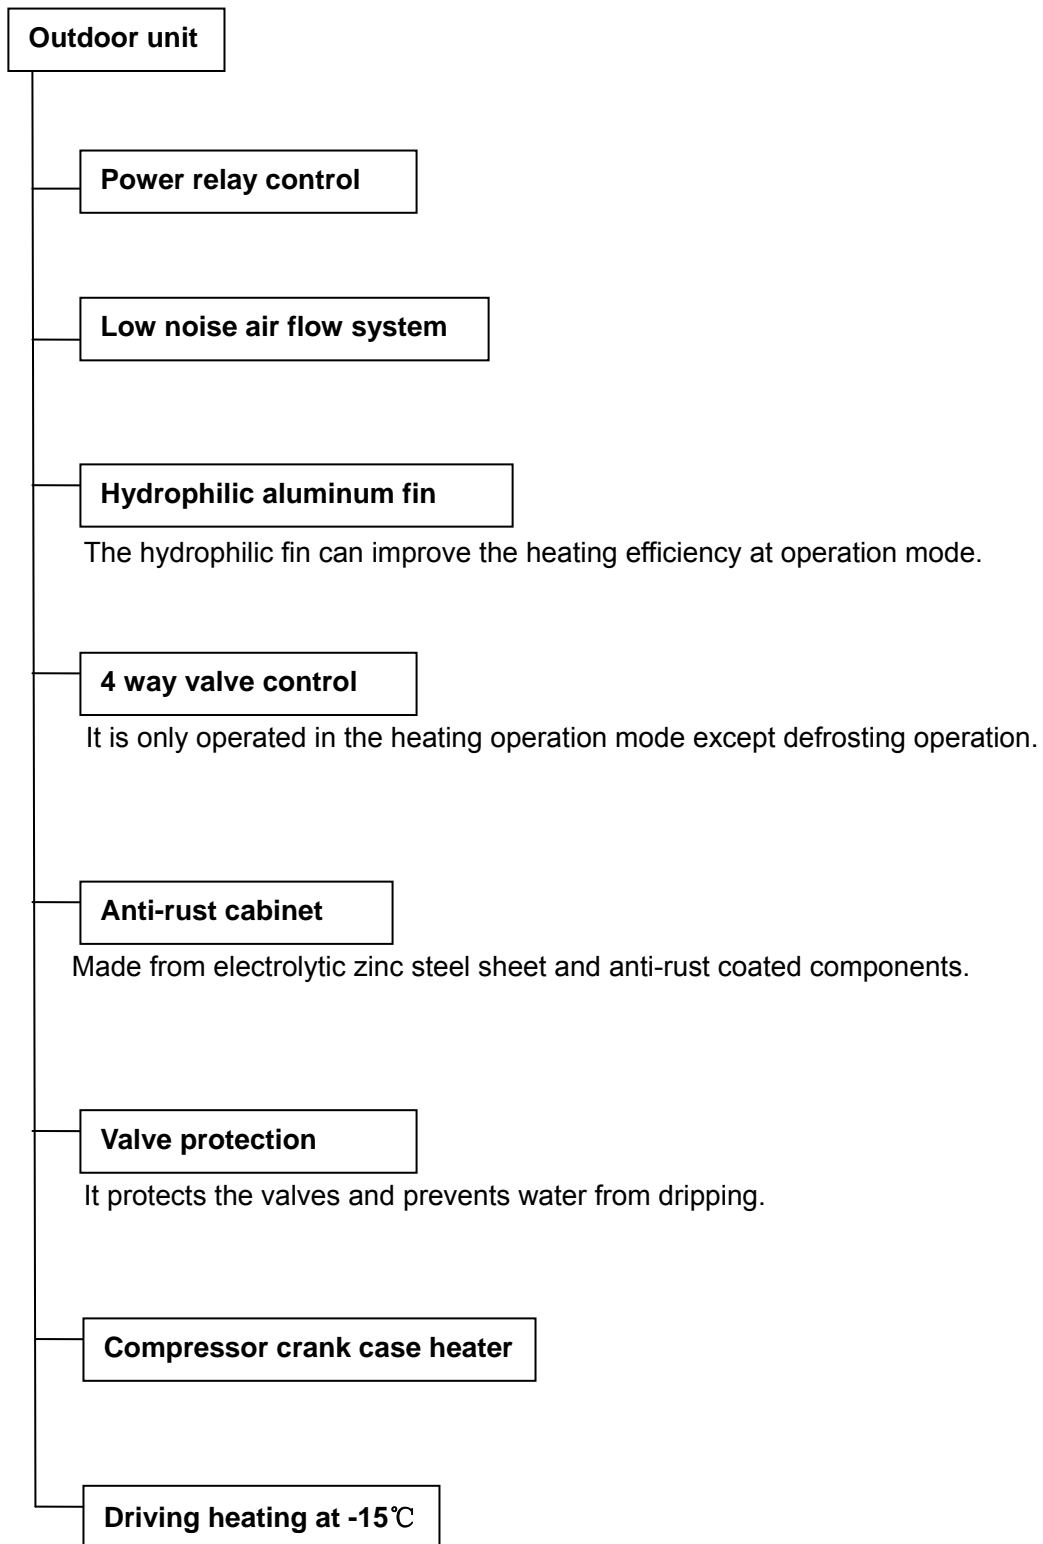 Outdoor unit
Power relay control
Low noise air flow system
Hydrophilic aluminum fin
The hydrophilic fin can improve the heating efficiency at operation mode.
4 way valve control
It is only operated in the heating operation mode except defrosting operation.
Anti-rust cabinet
Made from electrolytic zinc steel sheet and anti-rust coated components.
Valve protection
It protects the valves and prevents water from dripping.
Compressor crank case heater
Driving heating at -15℃